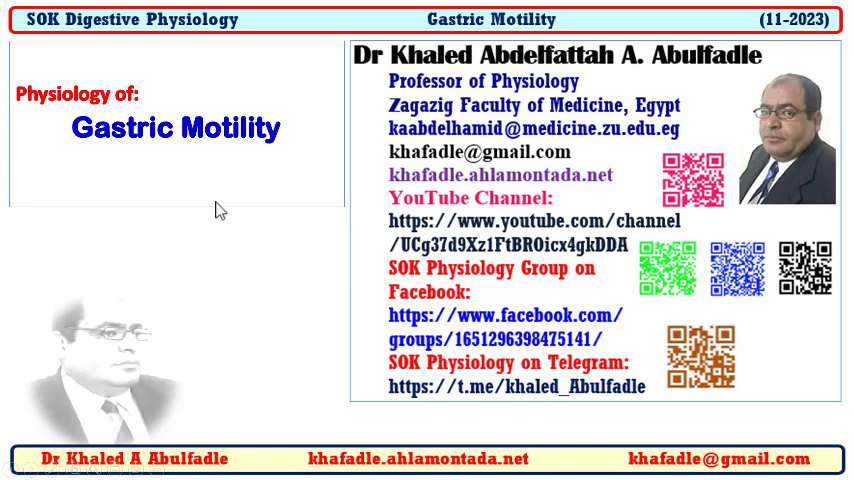 SOK Digestive Physiology Gastric Motility (11-2023)
Physiology of:
Gastric Motility
Dr Khaled Abdelfattah A. Abulfadle
Professor of Physiology
Zagazig Faculty of Medicine, Egypt
kaabdelhamid@medicine.zu.edu.eg
khafadle@gmail.com
khafadle.ahlamontada.net
YouTube Channel:
https://www.youtube.com/channel
/UCg37d9Xz1FtBROicx4gkDDA
SOK Physiology Group on
Facebook:
https://www.facebook.com/
groups/1651296398475141/
SOK Physiology on Telegram:
https://t.me/khaled_Abulfadle
Dr Khaled A Abulfadle khafadle.ahlamontada.net khafadle@gmail.com